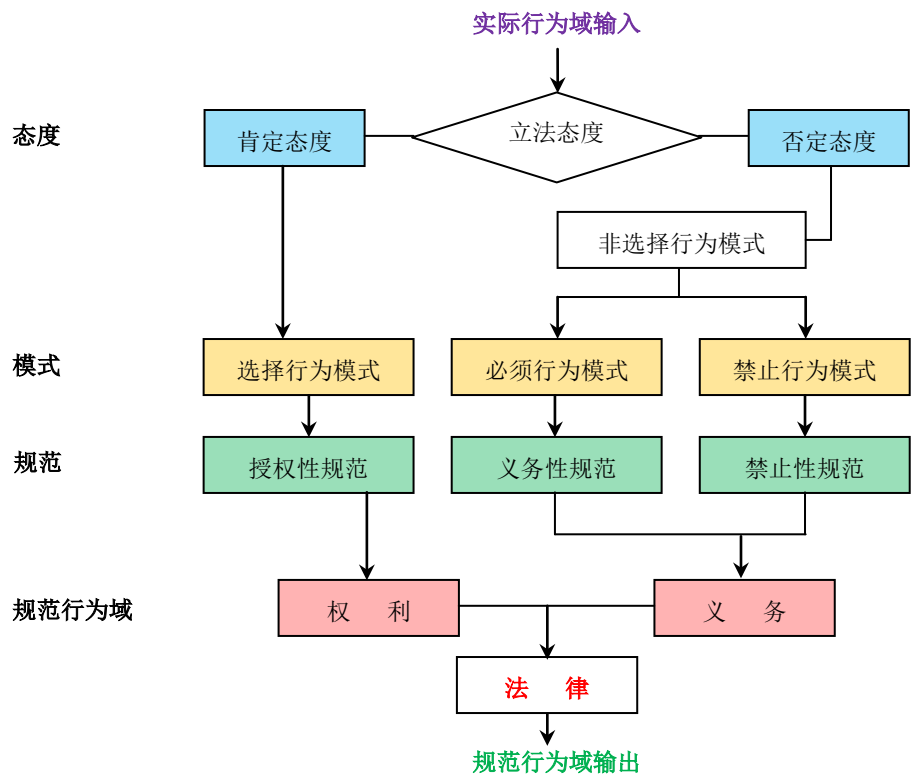 实际行为域输入
态度
肯定态度
立法态度
否定态度
非选择行为模式
模式
选择行为模式
必须行为模式
禁止行为模式
规范
授权性规范
义务性规范
禁止性规范
规范行为域
权 利
义 务
法 律
规范行为域输出